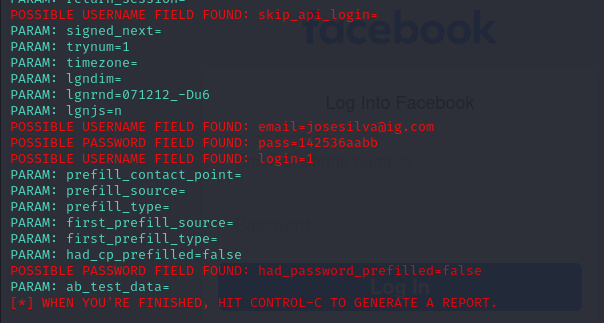 PARAM: return_session=
POSSIBLE USERNAME FIELD FOUND: skip_api_login=
PARAM: signed_next=
PARAM: trynum=1
PARAM: timezone=
PARAM: lgndim=
PARAM: lgnrnd=071212_-Du6
PARAM: lgnjs=n
POSSIBLE USERNAME FIELD FOUND: email=josesilva@ig.com
POSSIBLE PASSWORD FIELD FOUND: pass=142536aabb
POSSIBLE USERNAME FIELD FOUND: login=1
PARAM: prefill_contact_point=
PARAM: prefill_source=
PARAM: prefill_type=
PARAM: first_prefill_source=
PARAM: first_prefill_type=
PARAM: had_cp_prefilled=false
POSSIBLE PASSWORD FIELD FOUND: had_password_prefilled=false
PARAM: ab_test_data=
[*] WHEN YOU'RE FINISHED, HIT CONTROL-C TO GENERATE A REPORT.
facebook
Log Into Facebook
Log In